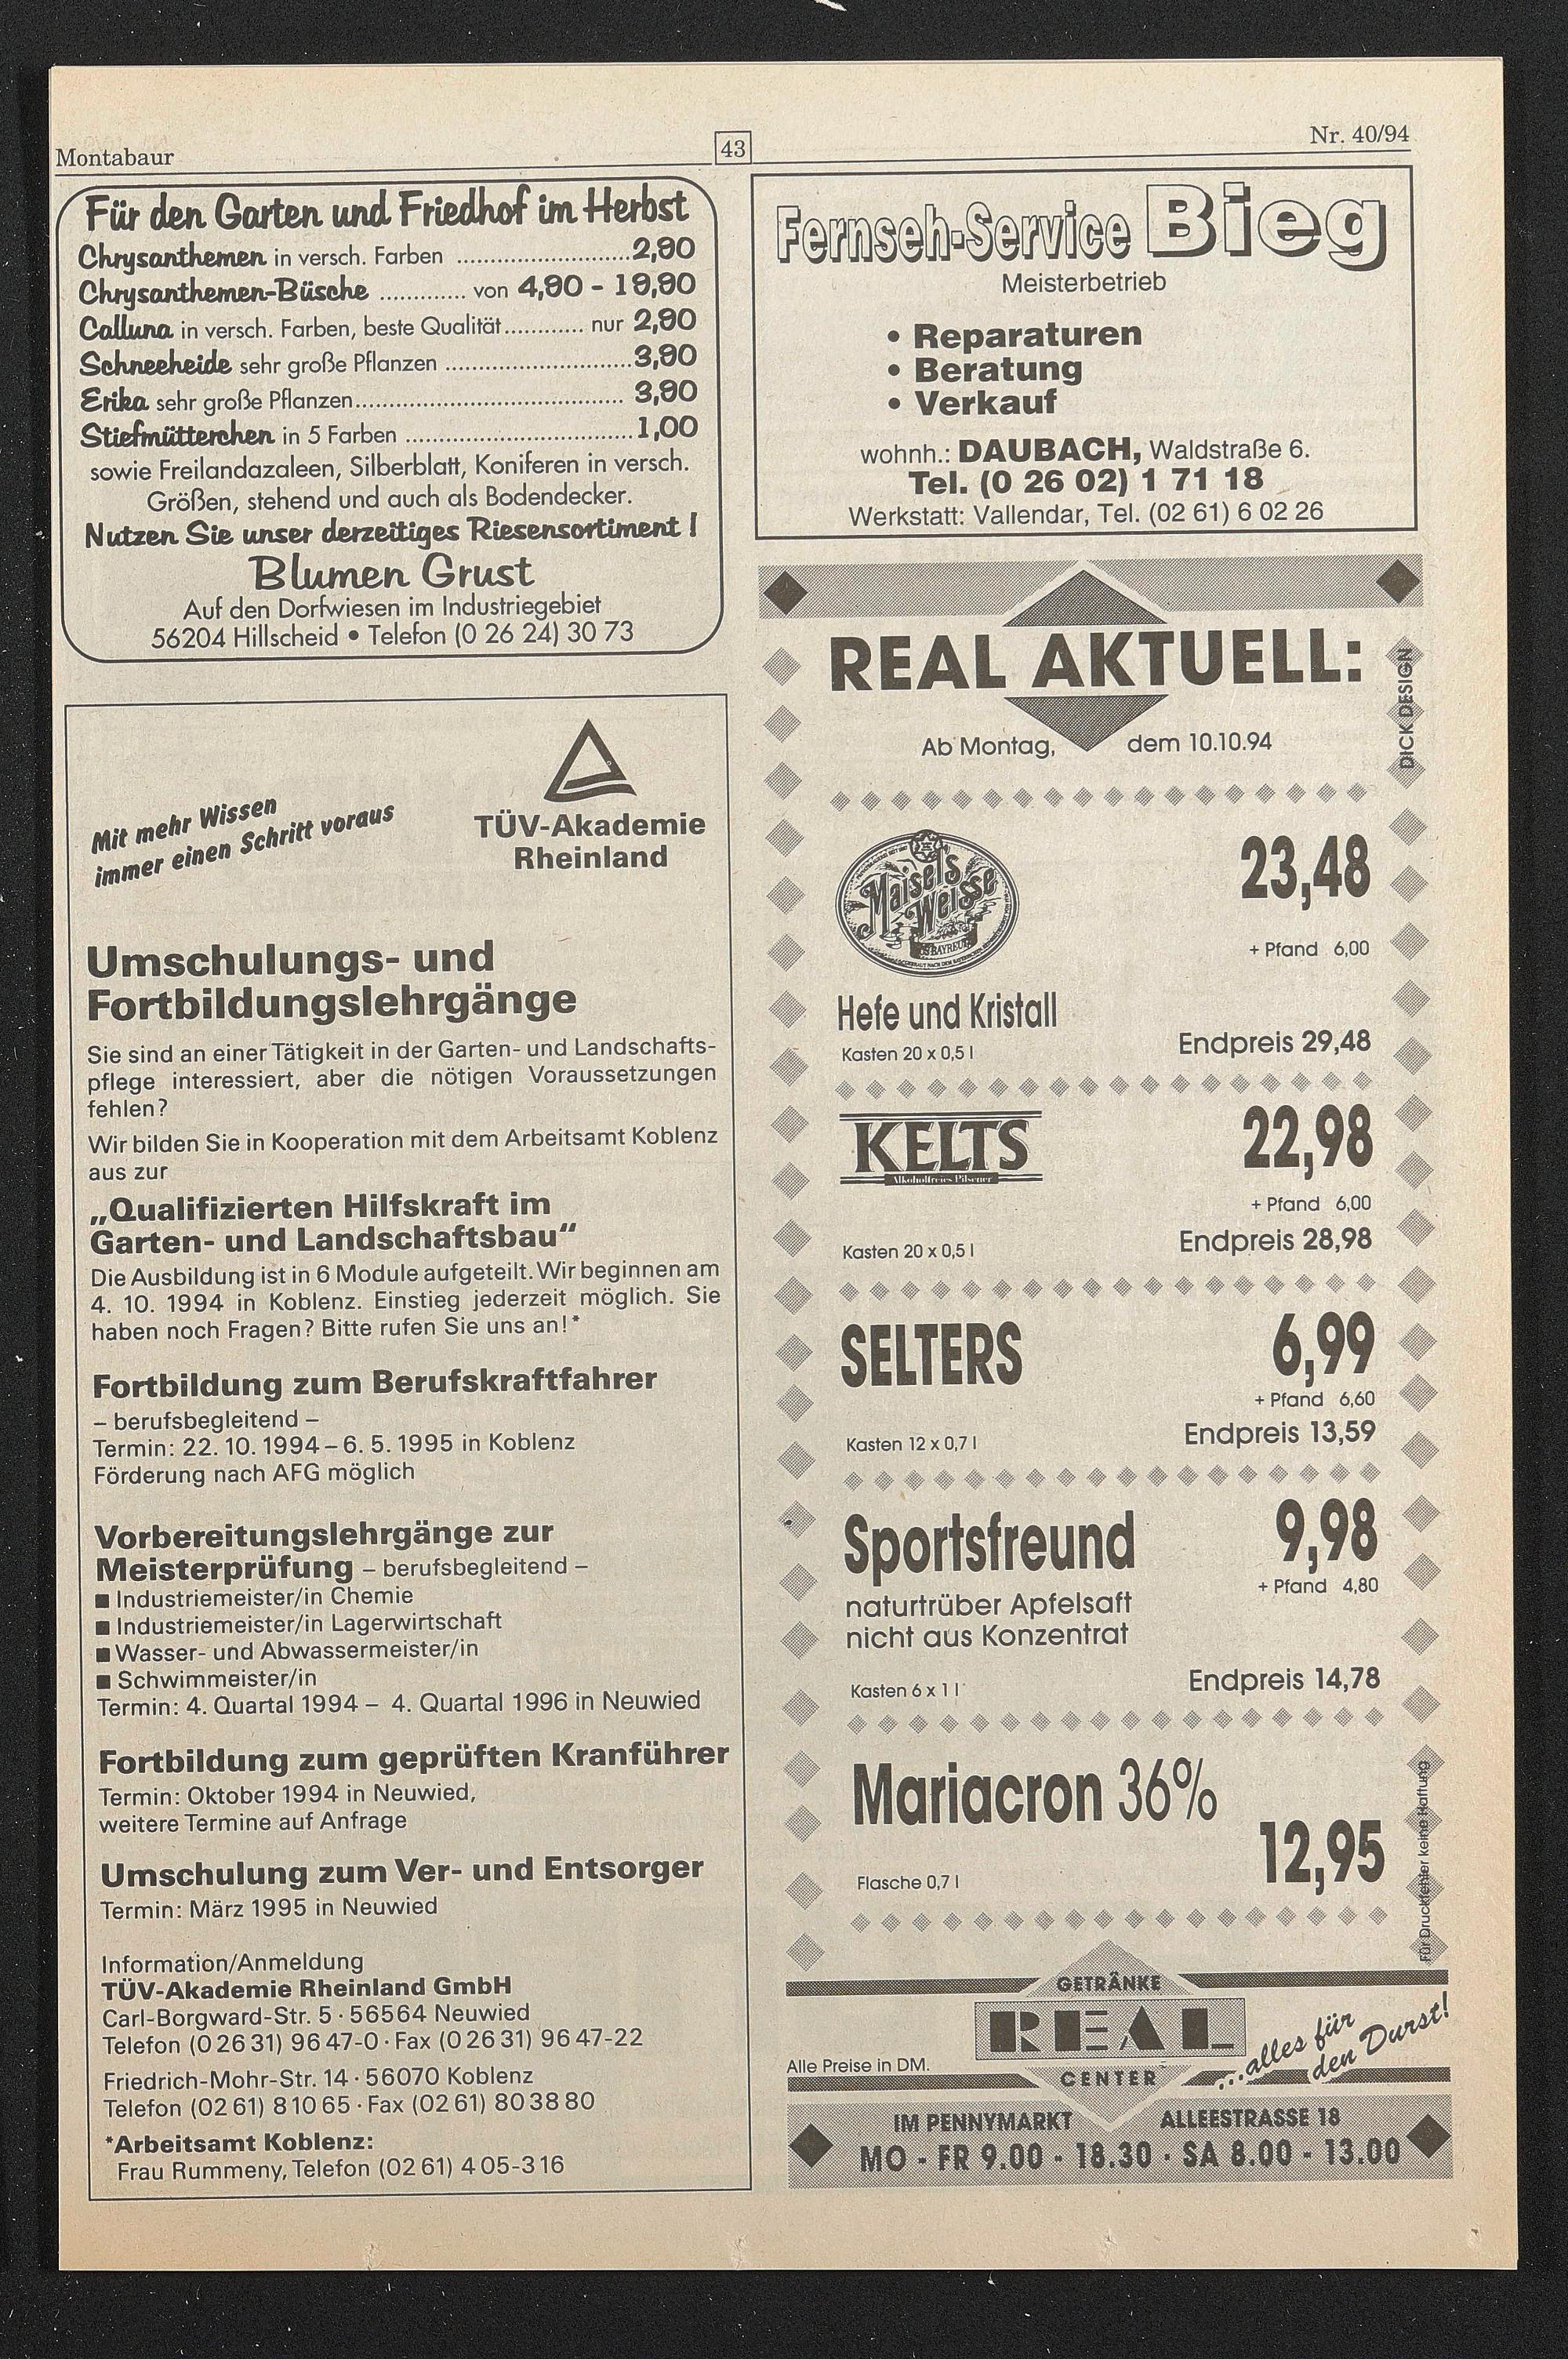 Montabaur
43
Nr. 40/94
Für den Garten und Friedhof im Herbst
Chrysanthemen in versch. Farben ..........................2,90
Chrysanthemen-Büsche ............. von 4,90 - 19,90
Calluna in versch. Farben, beste Qualität............ nur 2,90
Schneeheide sehr große Pflanzen ............................3,90
Erika sehr große Pflanzen........................................ 3,90
Stiefmütterchen in 5 Farben ..................................1,00
sowie Freilandazaleen, Silberblatt, Koniferen in versch.
Größen, stehend und auch als Bodendecker.
Nutzen Sie unser derzeitiges Riesensortiment !
Blumen Grust
Auf den Dorfwiesen im Industriegebiet
56204 Hillscheid • Telefon (0 26 24) 30 73
Mit mehr Wissen
immer einen Schritt voraus
TÜV-Akademie
Rheinland
Umschulungs- und
Fortbildungslehrgänge
Sie sind an einer Tätigkeit in der Garten- und Landschafts-
pflege interessiert, aber die nötigen Voraussetzungen
fehlen?
Wir bilden Sie in Kooperation mit dem Arbeitsamt Koblenz
aus zur
„Qualifizierten Hilfskraft im
Garten- und Landschaftsbau“
Die Ausbildung ist in 6 Module aufgeteilt. Wir beginnen am
4. 10. 1994 in Koblenz. Einstieg jederzeit möglich. Sie
haben noch Fragen? Bitte rufen Sie uns an!*
Fortbildung zum Berufskraftfahrer
– berufsbegleitend –
Termin: 22. 10. 1994 – 6. 5. 1995 in Koblenz
Förderung nach AFG möglich
Vorbereitungslehrgänge zur
Meisterprüfung – berufsbegleitend –
■ Industriemeister/in Chemie
■ Industriemeister/in Lagerwirtschaft
■ Wasser- und Abwassermeister/in
■ Schwimmeister/in
Termin: 4. Quartal 1994 – 4. Quartal 1996 in Neuwied
Fortbildung zum geprüften Kranführer
Termin: Oktober 1994 in Neuwied,
weitere Termine auf Anfrage
Umschulung zum Ver- und Entsorger
Termin: März 1995 in Neuwied
Information/Anmeldung
TÜV-Akademie Rheinland GmbH
Carl-Borgward-Str. 5 · 56564 Neuwied
Telefon (0 26 31) 96 47-0 · Fax (0 26 31) 96 47-22
Friedrich-Mohr-Str. 14 · 56070 Koblenz
Telefon (02 61) 8 10 65 · Fax (02 61) 80 38 80
*Arbeitsamt Koblenz:
Frau Rummeny, Telefon (02 61) 4 05-3 16
Fernseh-Service Bieg
Meisterbetrieb
• Reparaturen
• Beratung
• Verkauf
wohnh.: DAUBACH, Waldstraße 6.
Tel. (0 26 02) 1 71 18
Werkstatt: Vallendar, Tel. (02 61) 6 02 26
REAL AKTUELL:
DICK DESIGN
Ab Montag, dem 10.10.94
Maisel's
Weisse
BAYREUTH
23,48
+ Pfand 6,00
Hefe und Kristall
Kasten 20 x 0,5 l
Endpreis 29,48
KELTS
Alkoholfreies Pilsener
22,98
+ Pfand 6,00
Kasten 20 x 0,5 l
Endpreis 28,98
SELTERS
6,99
+ Pfand 6,60
Kasten 12 x 0,7 l
Endpreis 13,59
Sportsfreund
9,98
+ Pfand 4,80
naturtrüber Apfelsaft
nicht aus Konzentrat
Kasten 6 x 1 l
Endpreis 14,78
Mariacron 36%
12,95
Flasche 0,7 l
Für Druckfehler keine Haftung
GETRÄNKE
REAL
CENTER
Alle Preise in DM.
...alles für
den Durst!
IM PENNYMARKT ALLEESTRASSE 18
MO - FR 9.00 - 18.30 · SA 8.00 - 13.00